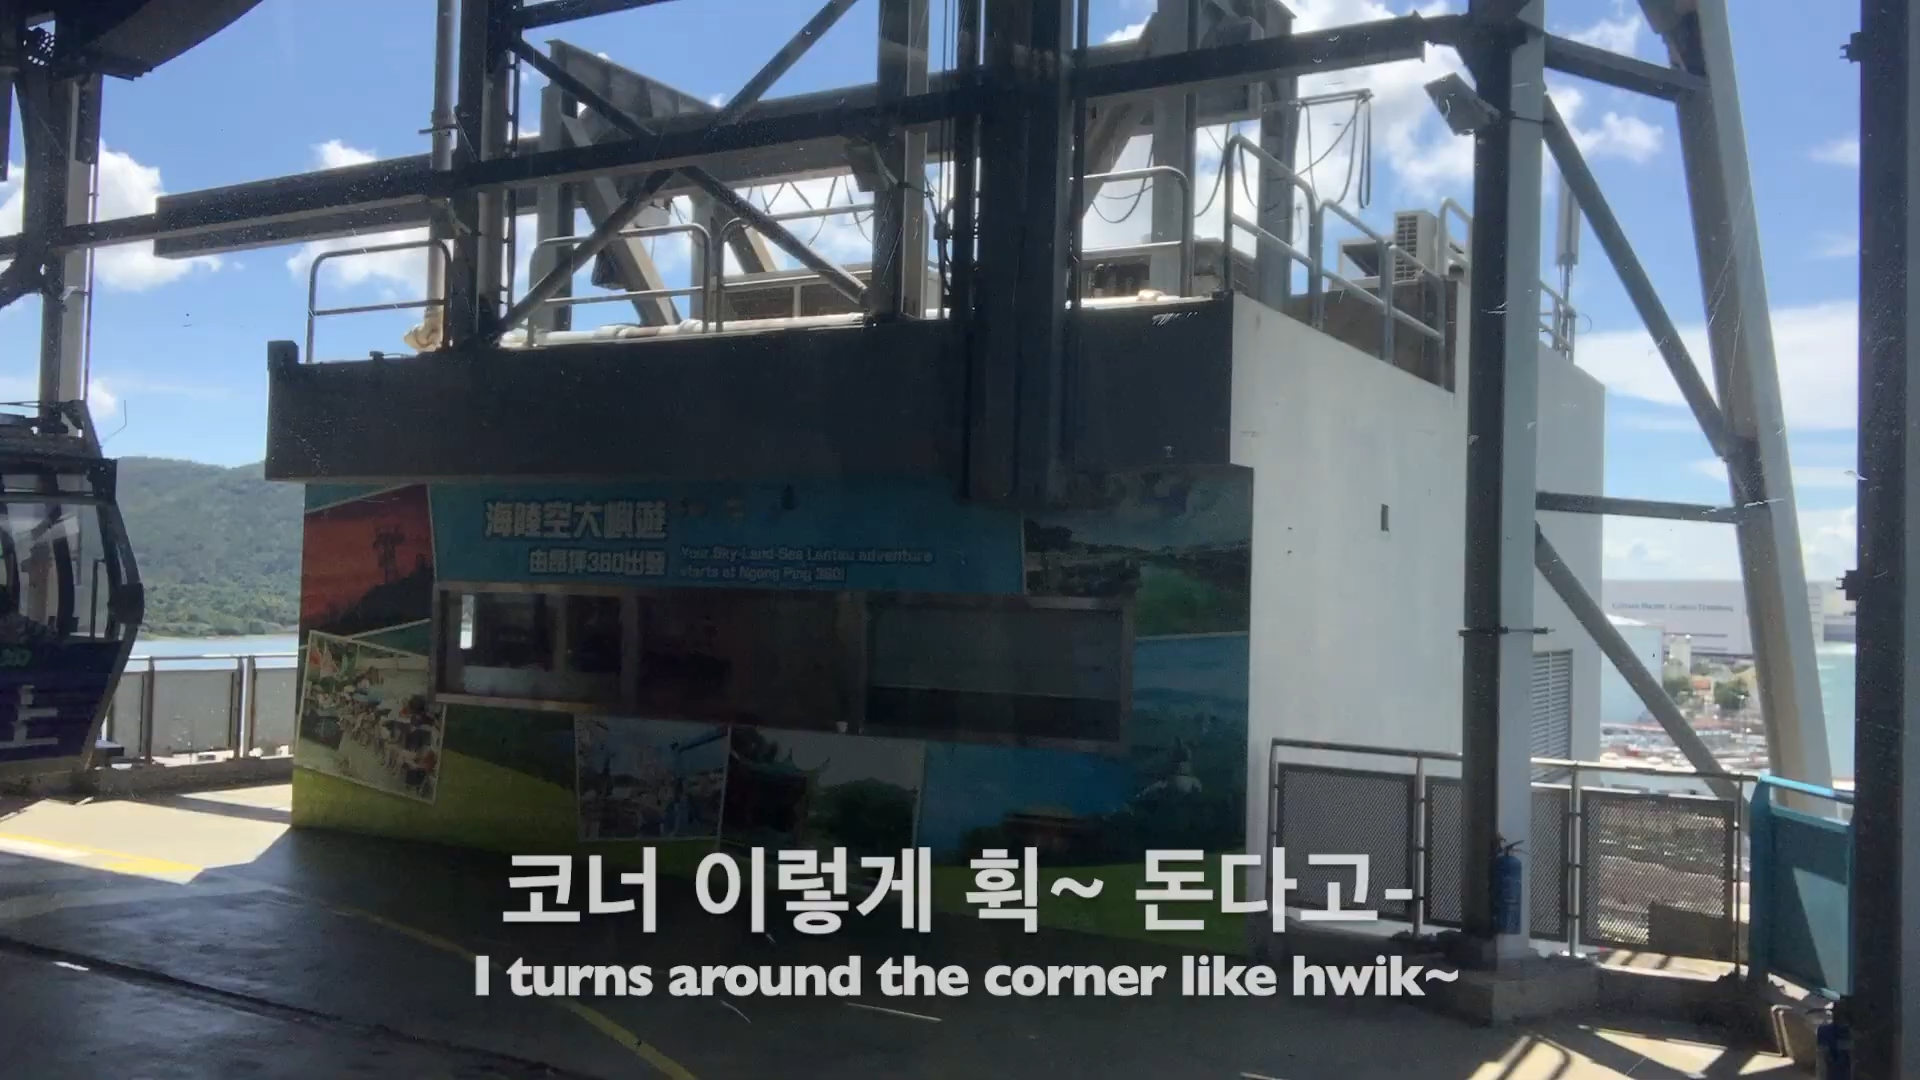 海陸空大嶼遊
由昂坪360出發
Your Sky-Land-Sea Lantau adventure
starts at Ngong Ping 360!
360
코너 이렇게 휙~ 돈다고-
I turns around the corner like hwik~